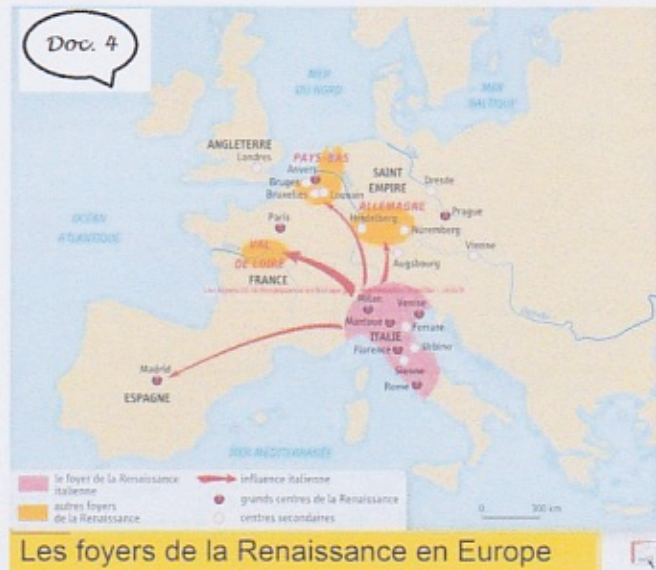 Doc. 4
MER
DU NORD
MER
BALTIQUE
ANGLETERRE
Londres
PAYS-BAS
Anvers
Bruges
Bruxelles
Louvain
SAINT
EMPIRE
Dresde
ALLEMAGNE
Heidelberg
Prague
Nuremberg
OCÉAN
ATLANTIQUE
Paris
VAL
DE LOIRE
FRANCE
Augsbourg
Vienne
Milan
Venise
Mantoue
Ferrare
ITALIE
Florence
Urbino
Sienne
Rome
Madrid
ESPAGNE
MER MÉDITERRANÉE
le foyer de la Renaissance
italienne
autres foyers
de la Renaissance
influence italienne
grands centres de la Renaissance
centres secondaires
0 300 km
Les foyers de la Renaissance en Europe